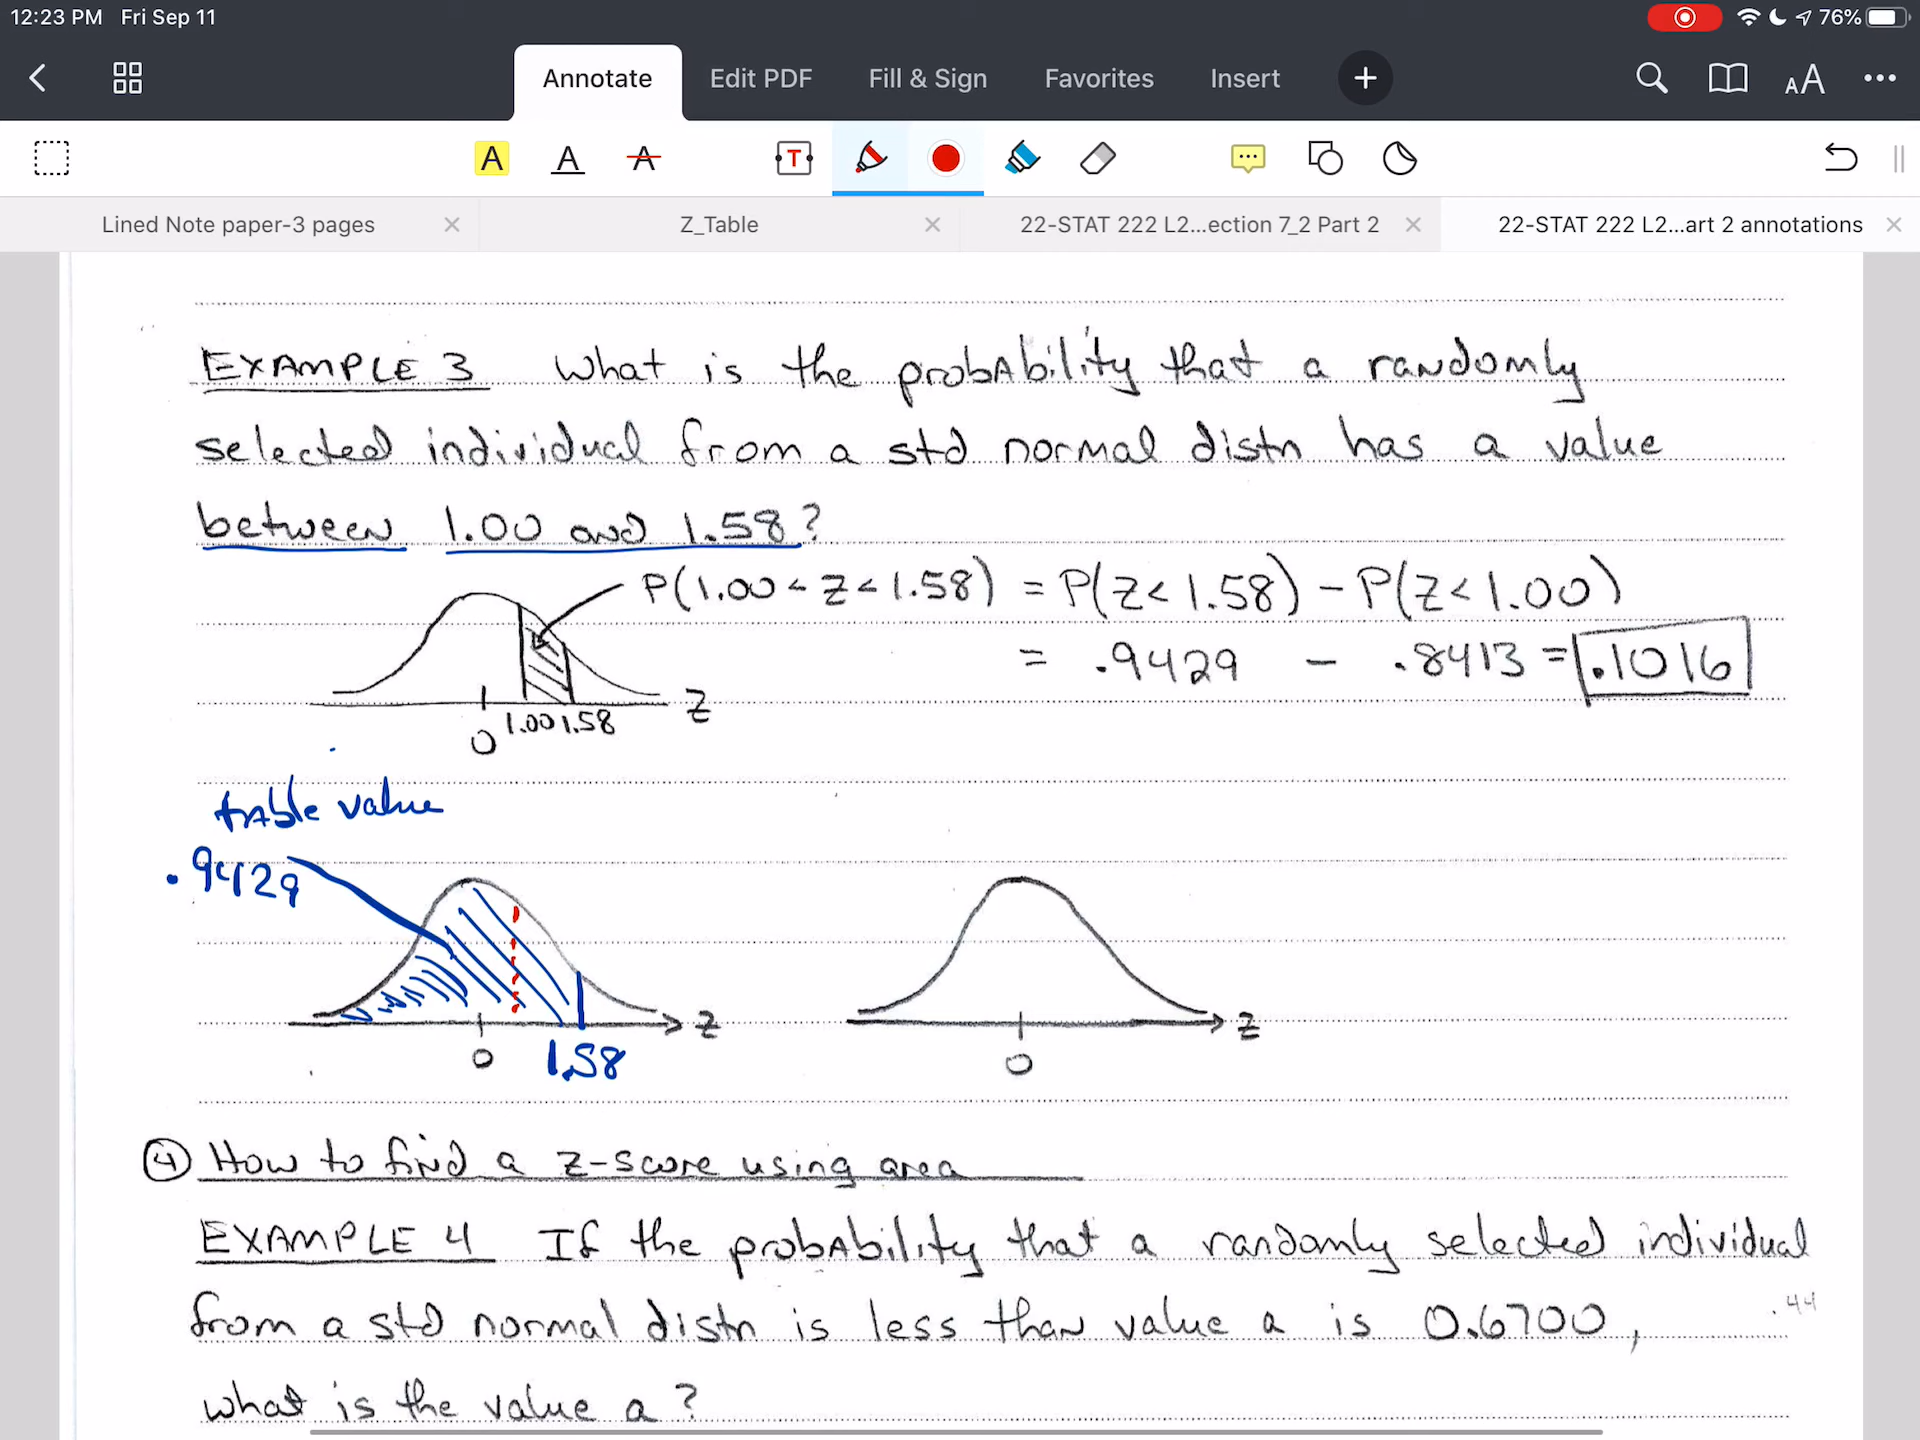 12:23 PM Fri Sep 11
76%
Annotate Edit PDF Fill & Sign Favorites Insert
AA
A A A T
Lined Note paper-3 pages Z_Table 22-STAT 222 L2...ection 7_2 Part 2 22-STAT 222 L2...art 2 annotations
EXAMPLE 3 What is the probability that a randomly
selected individual from a std normal distn has a value
between 1.00 and 1.58?
P(1.00 < Z < 1.58) = P(Z < 1.58) - P(Z < 1.00)
= .9429 - .8413 = .1016
Z
0 1.00 1.58
table value
.9429
Z
0 1.58
Z
0
④ How to find a z-score using area
EXAMPLE 4 If the probability that a randomly selected individual
from a std normal distn is less than value a is 0.6700,
.44
what is the value a?